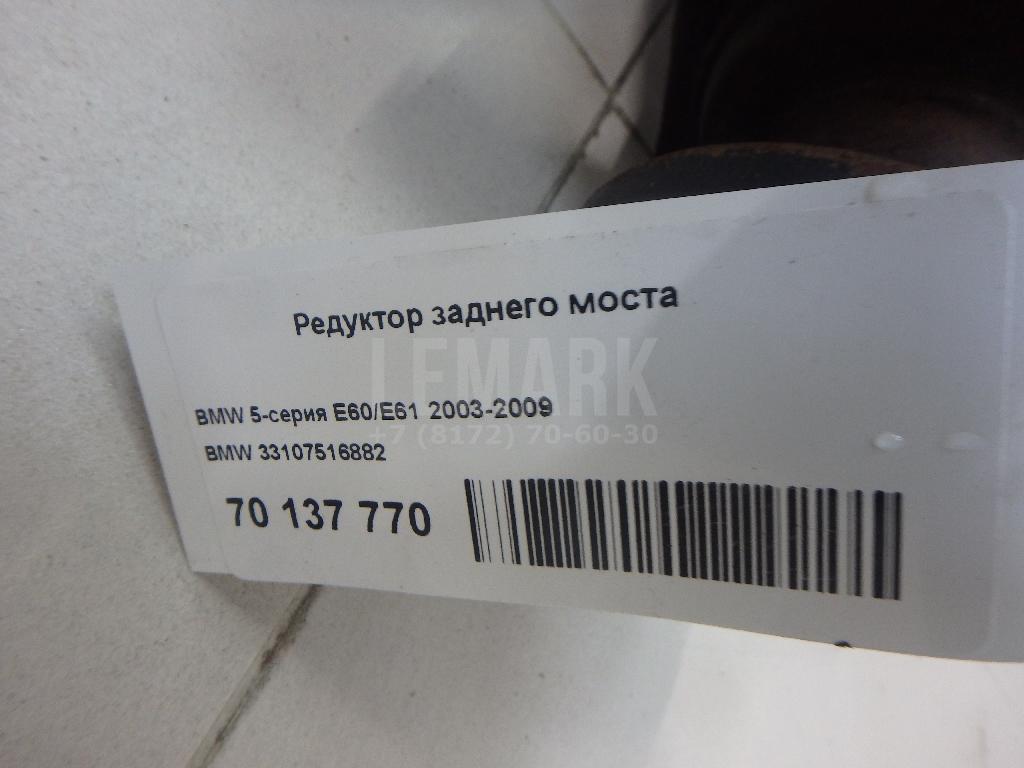 Редуктор заднего моста
LEMARK
BMW 5-серия E60/E61 2003-2009
+7 (8172) 70-60-30
BMW 33107516882
70 137 770